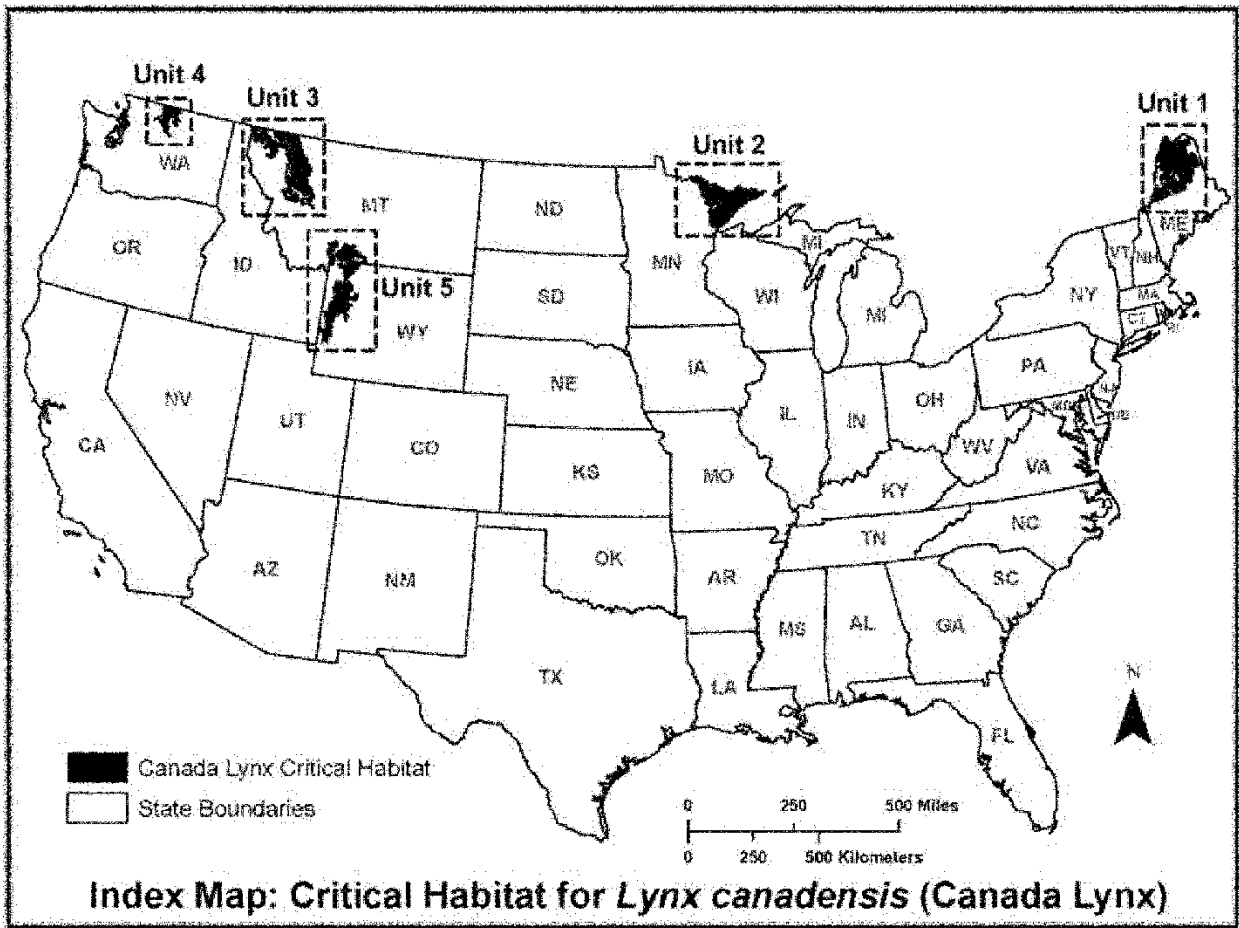 Unit 4
Unit 3
Unit 2
Unit 1
WA
MT
ND
MN
MI
ME
VT
NH
OR
ID
SD
WI
NY
MA
Unit 5
WY
MI
CT
RI
IA
PA
NE
NV
UT
IL
IN
OH
NJ
CA
CO
WV
KS
MO
VA
KY
NC
TN
OK
AZ
NM
AR
SC
MS
AL
GA
TX
LA
N
FL
Canada Lynx Critical Habitat
State Boundaries
0 250 500 Miles
0 250 500 Kilometers
Index Map: Critical Habitat for Lynx canadensis (Canada Lynx)